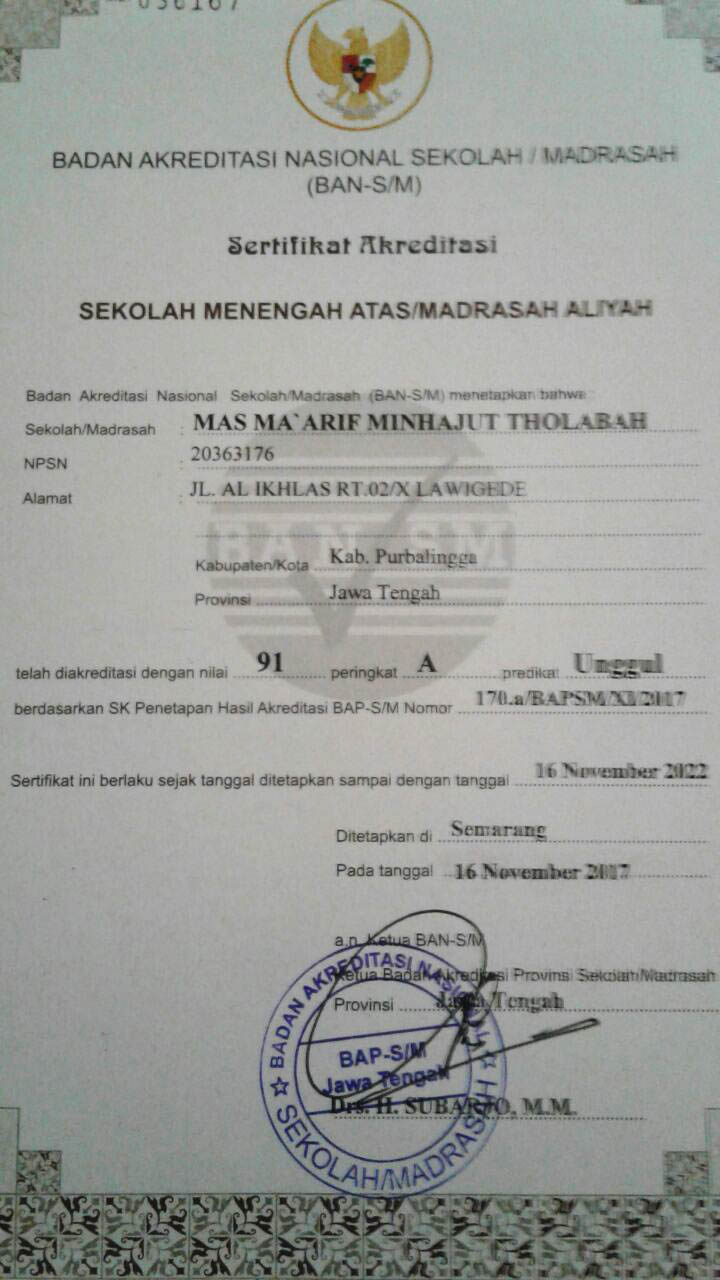 BADAN AKREDITASI NASIONAL SEKOLAH / MADRASAH
(BAN-S/M)
Sertifikat Akreditasi
SEKOLAH MENENGAH ATAS/MADRASAH ALIYAH
Badan Akreditasi Nasional Sekolah/Madrasah (BAN-S/M) menetapkan bahwa
Sekolah/Madrasah : MAS MA`ARIF MINHAJUT THOLABAH
NPSN : 20363176
Alamat : JL. AL IKHLAS RT.02/X LAWIGEDE
BAN SM
Kabupaten/Kota Kab. Purbalingga
Provinsi Jawa Tengah
telah diakreditasi dengan nilai 91 peringkat A predikat Unggul
berdasarkan SK Penetapan Hasil Akreditasi BAP-S/M Nomor 170.a/BAPSM/XI/2017
Sertifikat ini berlaku sejak tanggal ditetapkan sampai dengan tanggal 16 November 2022
Ditetapkan di Semarang
Pada tanggal 16 November 2017
a.n. Ketua BAN-S/M
Ketua Badan Akreditasi Provinsi Sekolah/Madrasah
Provinsi Jawa Tengah
BADAN AKREDITASI NASIONAL
BAP-S/M
Jawa Tengah
SEKOLAH/MADRASAH
Drs. H. SUBARJO, M.M.